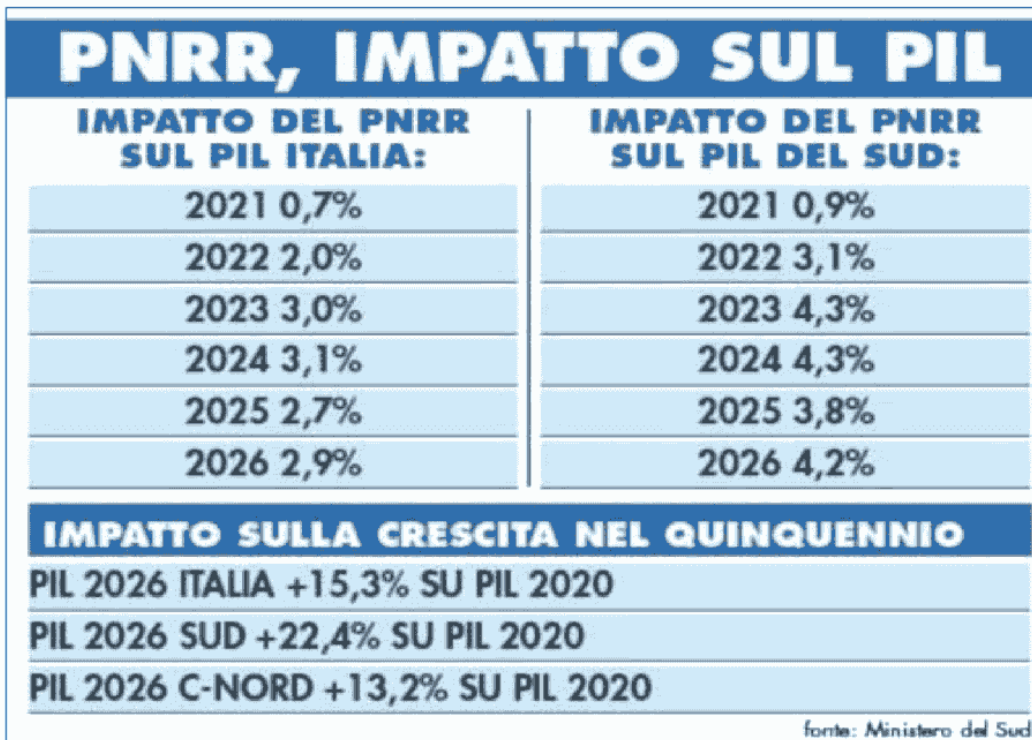 PNRR, IMPATTO SUL PIL
IMPATTO DEL PNRR
SUL PIL ITALIA:
2021 0,7%
2022 2,0%
2023 3,0%
2024 3,1%
2025 2,7%
2026 2,9%
IMPATTO DEL PNRR
SUL PIL DEL SUD:
2021 0,9%
2022 3,1%
2023 4,3%
2024 4,3%
2025 3,8%
2026 4,2%
IMPATTO SULLA CRESCITA NEL QUINQUENNIO
PIL 2026 ITALIA +15,3% SU PIL 2020
PIL 2026 SUD +22,4% SU PIL 2020
PIL 2026 C-NORD +13,2% SU PIL 2020
fonte: Ministero del Sud